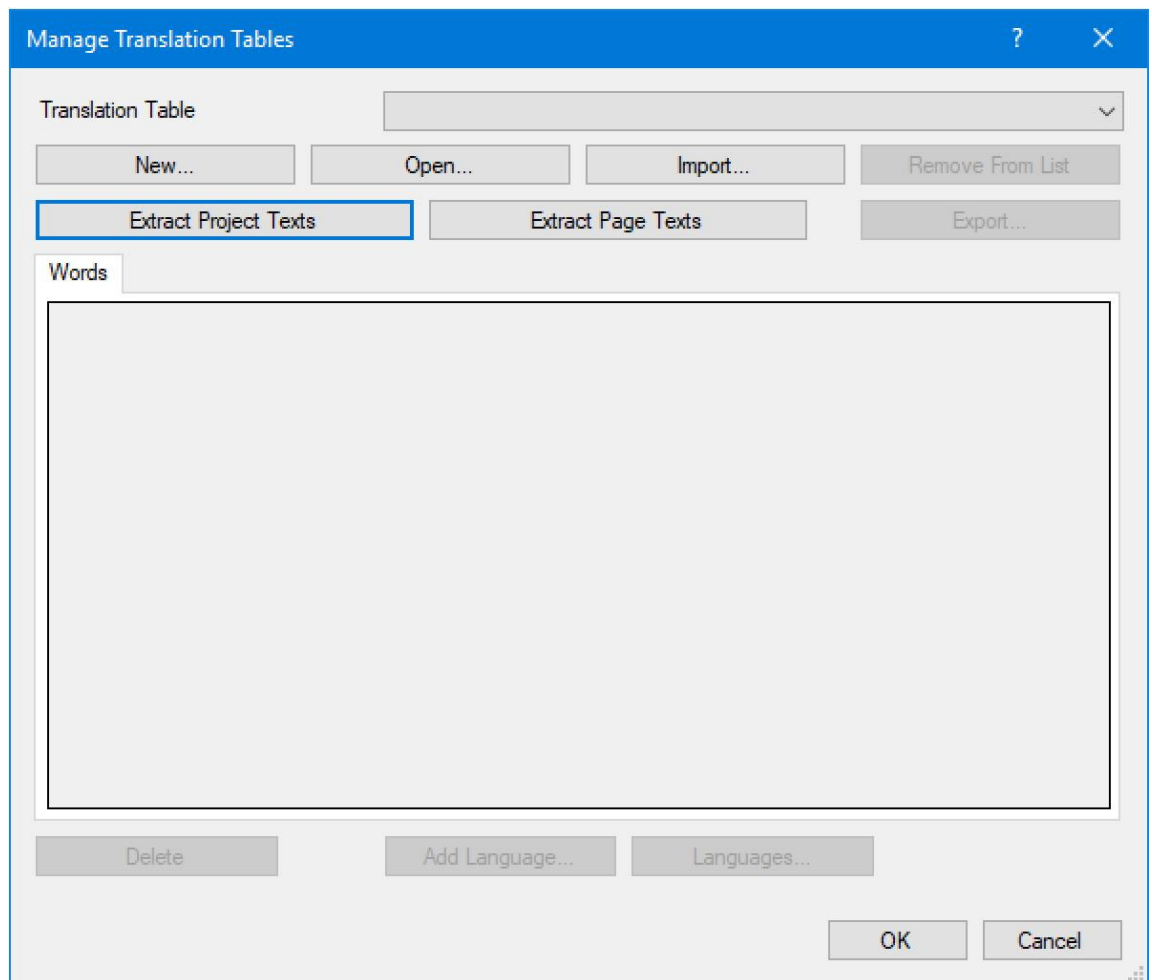 Manage Translation Tables ?
Translation Table
New... Open... Import... Remove From List
Extract Project Texts Extract Page Texts Export...
Words
Delete Add Language... Languages...
OK Cancel